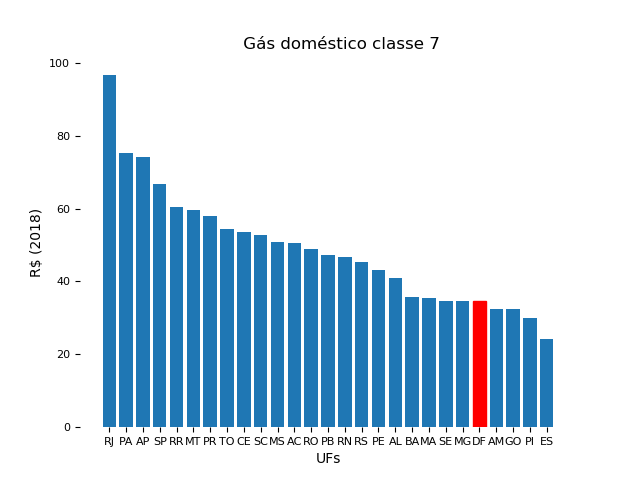 Gás doméstico classe 7
100
80
60
40
20
0
R$ (2018)
RJ PA AP SP RR MT PR TO CE SC MS AC RO PB RN RS PE AL BA MA SE MG DF AM GO PI ES
UFs